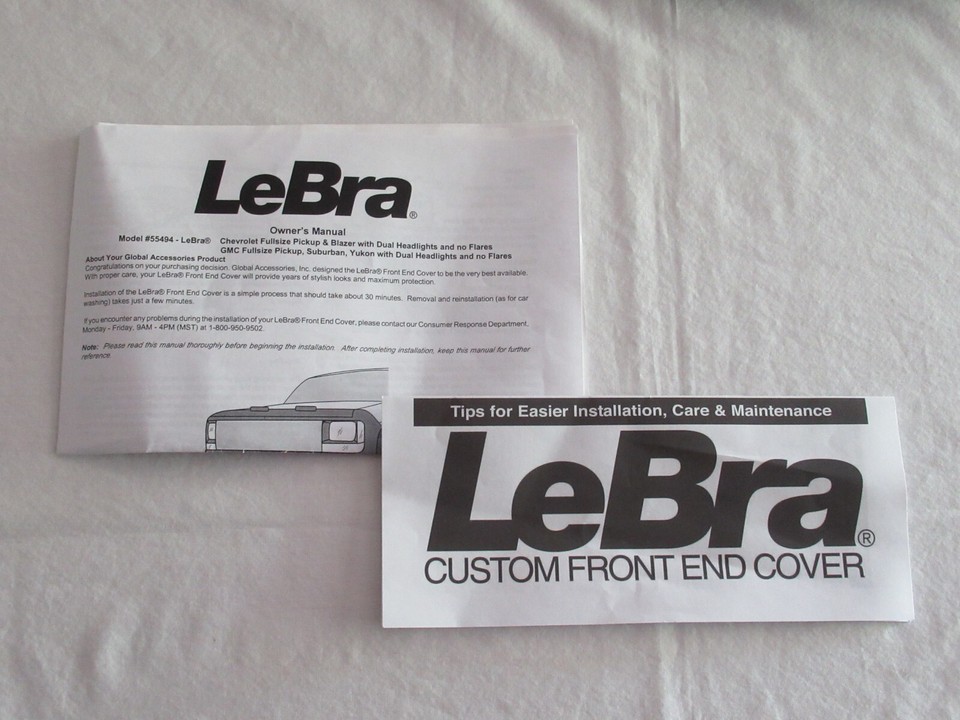 LeBra®
Owner's Manual
Model #55494 - LeBra® Chevrolet Fullsize Pickup & Blazer with Dual Headlights and no Flares
GMC Fullsize Pickup, Suburban, Yukon with Dual Headlights and no Flares
About Your Global Accessories Product
Congratulations on your purchasing decision. Global Accessories, Inc. designed the LeBra® Front End Cover to be the very best available.
With proper care, your LeBra® Front End Cover will provide years of stylish looks and maximum protection.
Installation of the LeBra® Front End Cover is a simple process that should take about 30 minutes. Removal and reinstallation (as for car
washing) takes just a few minutes.
If you encounter any problems during the installation of your LeBra® Front End Cover, please contact our Consumer Response Department,
Monday - Friday, 9AM - 4PM (MST) at 1-800-950-9502.
Note: Please read this manual thoroughly before beginning the installation. After completing installation, keep this manual for further
reference.
Tips for Easier Installation, Care & Maintenance
LeBra®
CUSTOM FRONT END COVER